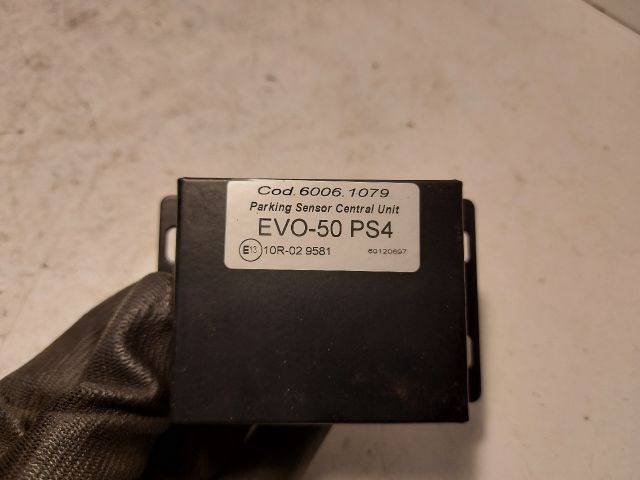 Cod. 6006.1079
Parking Sensor Central Unit
EVO-50 PS4
E13 10R-02 9581 60120697